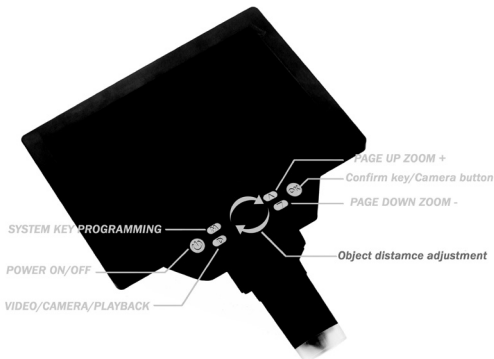 PAGE UP ZOOM +
Confirm key/Camera button
PAGE DOWN ZOOM -
SYSTEM KEY PROGRAMMING
Object distamce adjustment
POWER ON/OFF
VIDEO/CAMERA/PLAYBACK